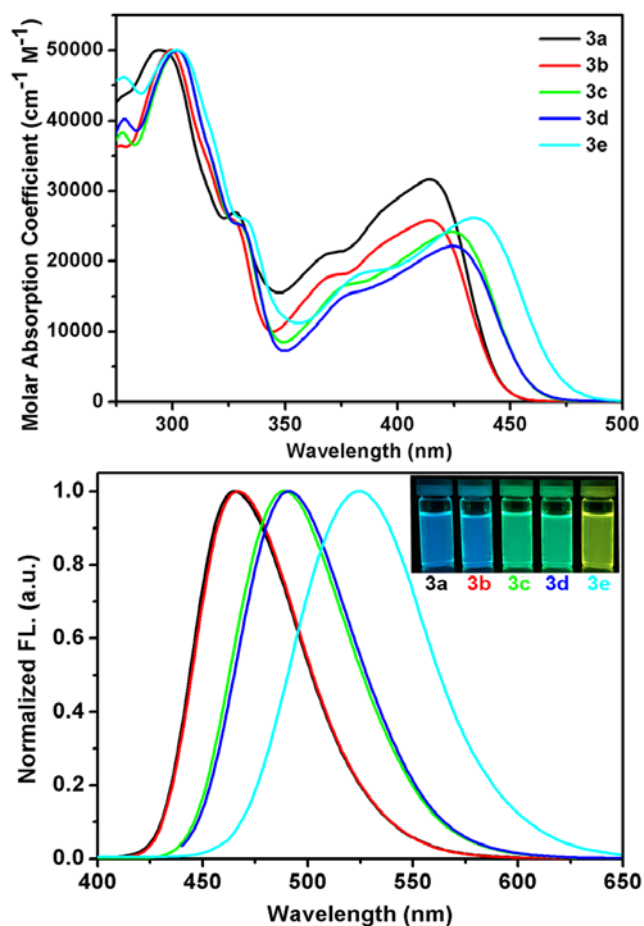 Molar Absorption Coefficient (cm⁻¹ M⁻¹)
50000
40000
30000
20000
10000
0
3a
3b
3c
3d
3e
300 350 400 450 500
Wavelength (nm)
Normalized FL. (a.u.)
1.0
0.8
0.6
0.4
0.2
0.0
3a 3b 3c 3d 3e
400 450 500 550 600 650
Wavelength (nm)